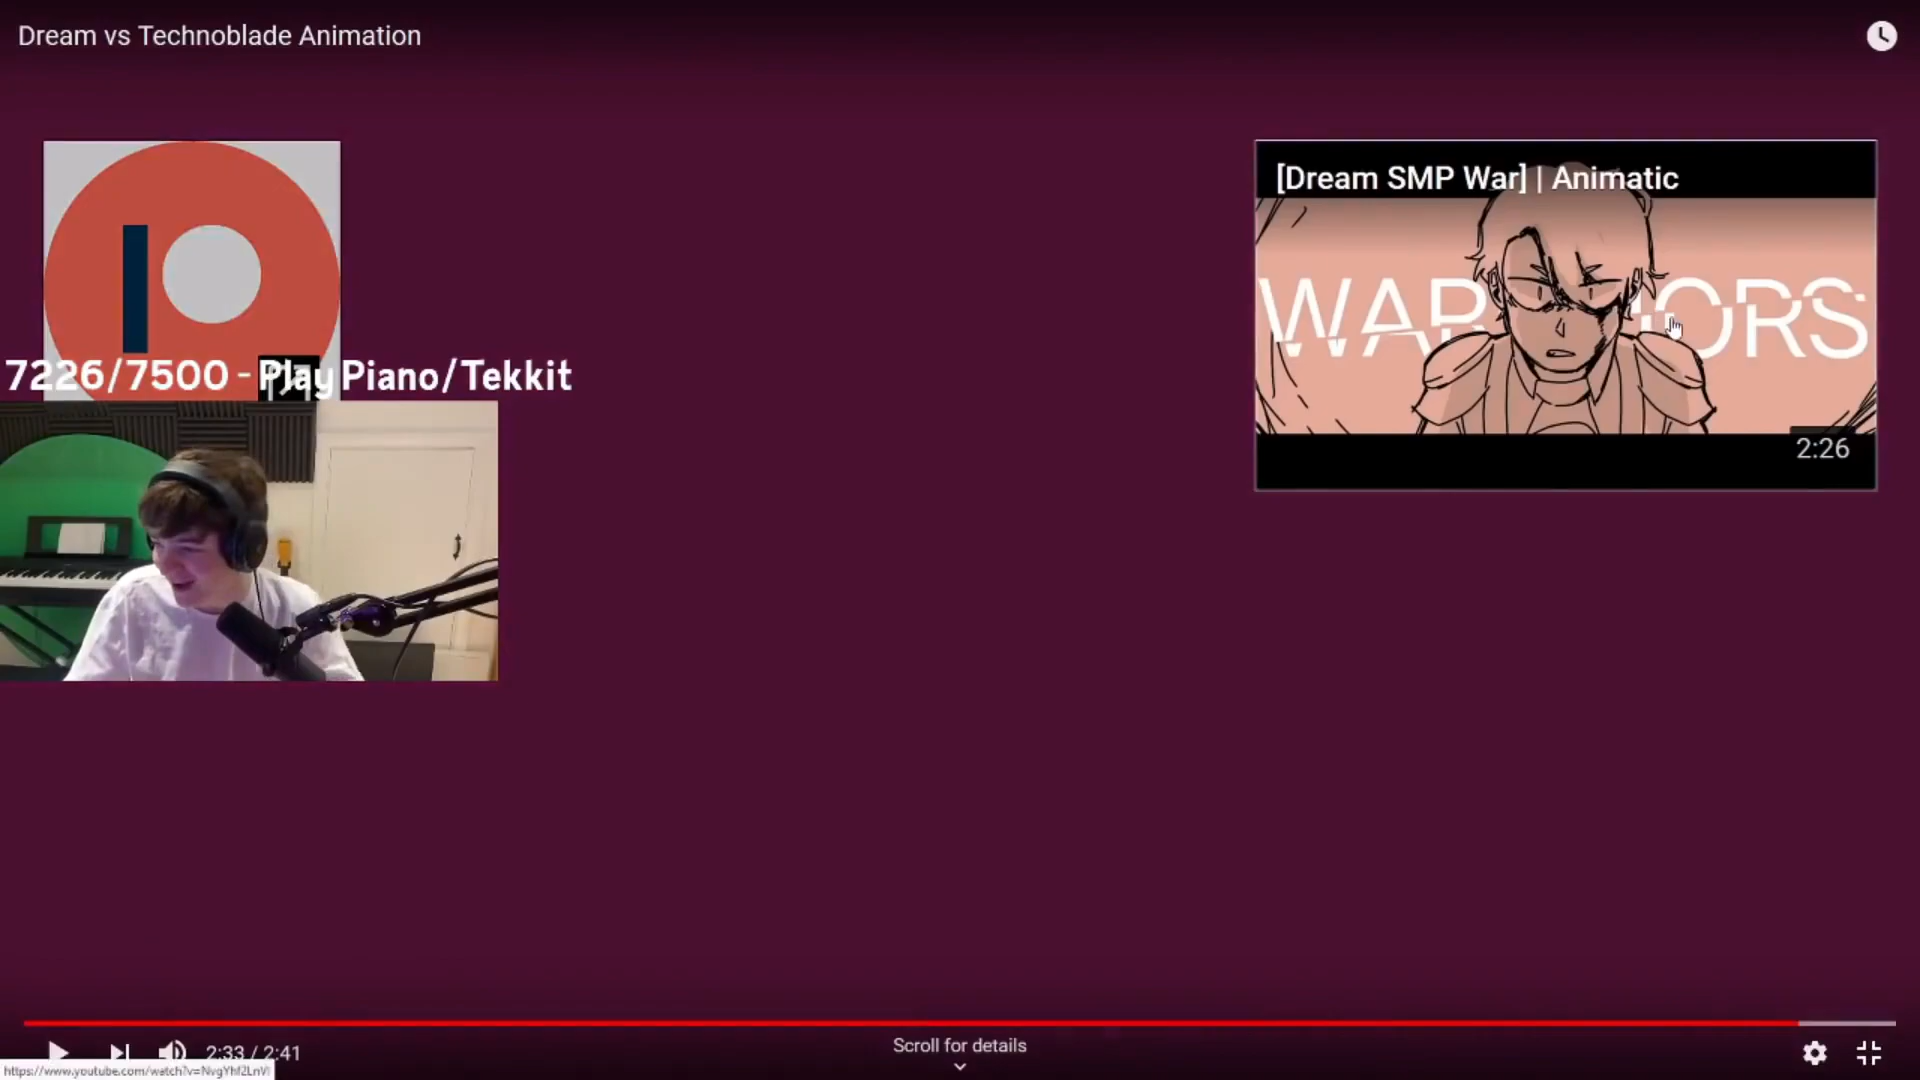 Dream vs Technoblade Animation
[Dream SMP War] | Animatic
WARRIORS
2:26
7226/7500 - Play Piano/Tekkit
Scroll for details
2:33 / 2:41